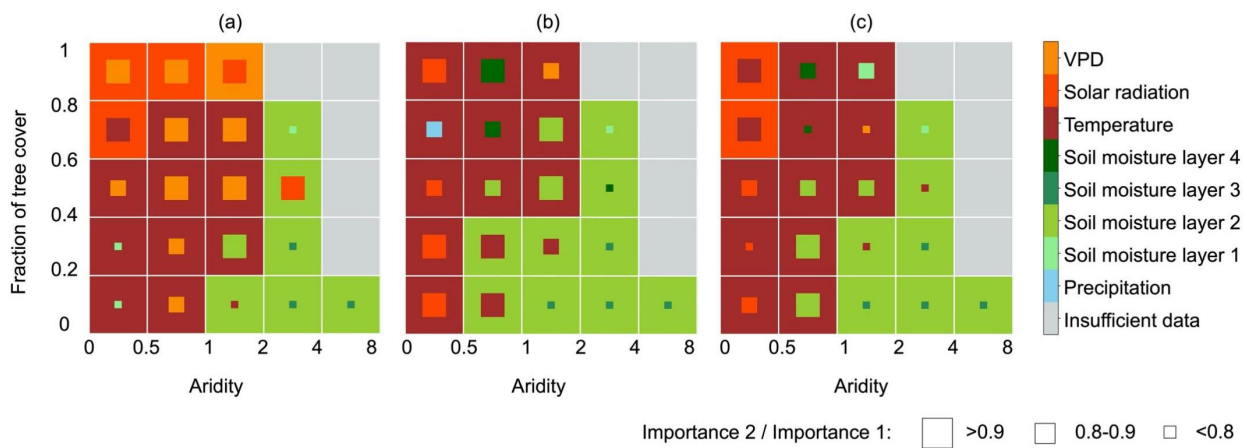 (a) (b) (c)
Fraction of tree cover
1
0.8
0.6
0.4
0.2
0
0 0.5 1 2 4 8
0 0.5 1 2 4 8
0 0.5 1 2 4 8
Aridity Aridity Aridity
VPD
Solar radiation
Temperature
Soil moisture layer 4
Soil moisture layer 3
Soil moisture layer 2
Soil moisture layer 1
Precipitation
Insufficient data
Importance 2 / Importance 1: >0.9 0.8-0.9 <0.8